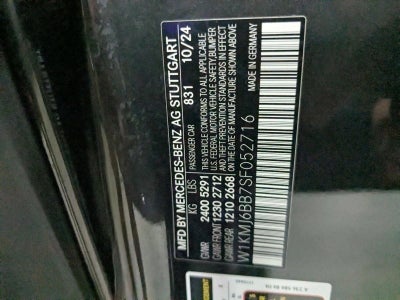 MFD BY MERCEDES-BENZ AG STUTTGART
PASSENGER CAR 831 10/24
KG LBS
GVWR 2400 5291
GAWR FRONT 1230 2712
GAWR REAR 1210 2668
THIS VEHICLE CONFORMS TO ALL APPLICABLE
U.S. FEDERAL MOTOR VEHICLE SAFETY, BUMPER
AND THEFT PREVENTION STANDARDS IN EFFECT
ON THE DATE OF MANUFACTURE SHOWN ABOVE
MADE IN GERMANY
W1KMJ6BB7SF052716